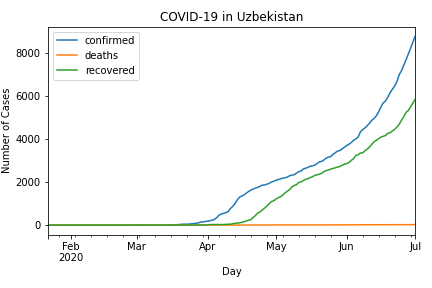 COVID-19 in Uzbekistan
confirmed
deaths
recovered
Number of Cases
8000
6000
4000
2000
0
Feb
2020
Mar
Apr
May
Jun
Jul
Day